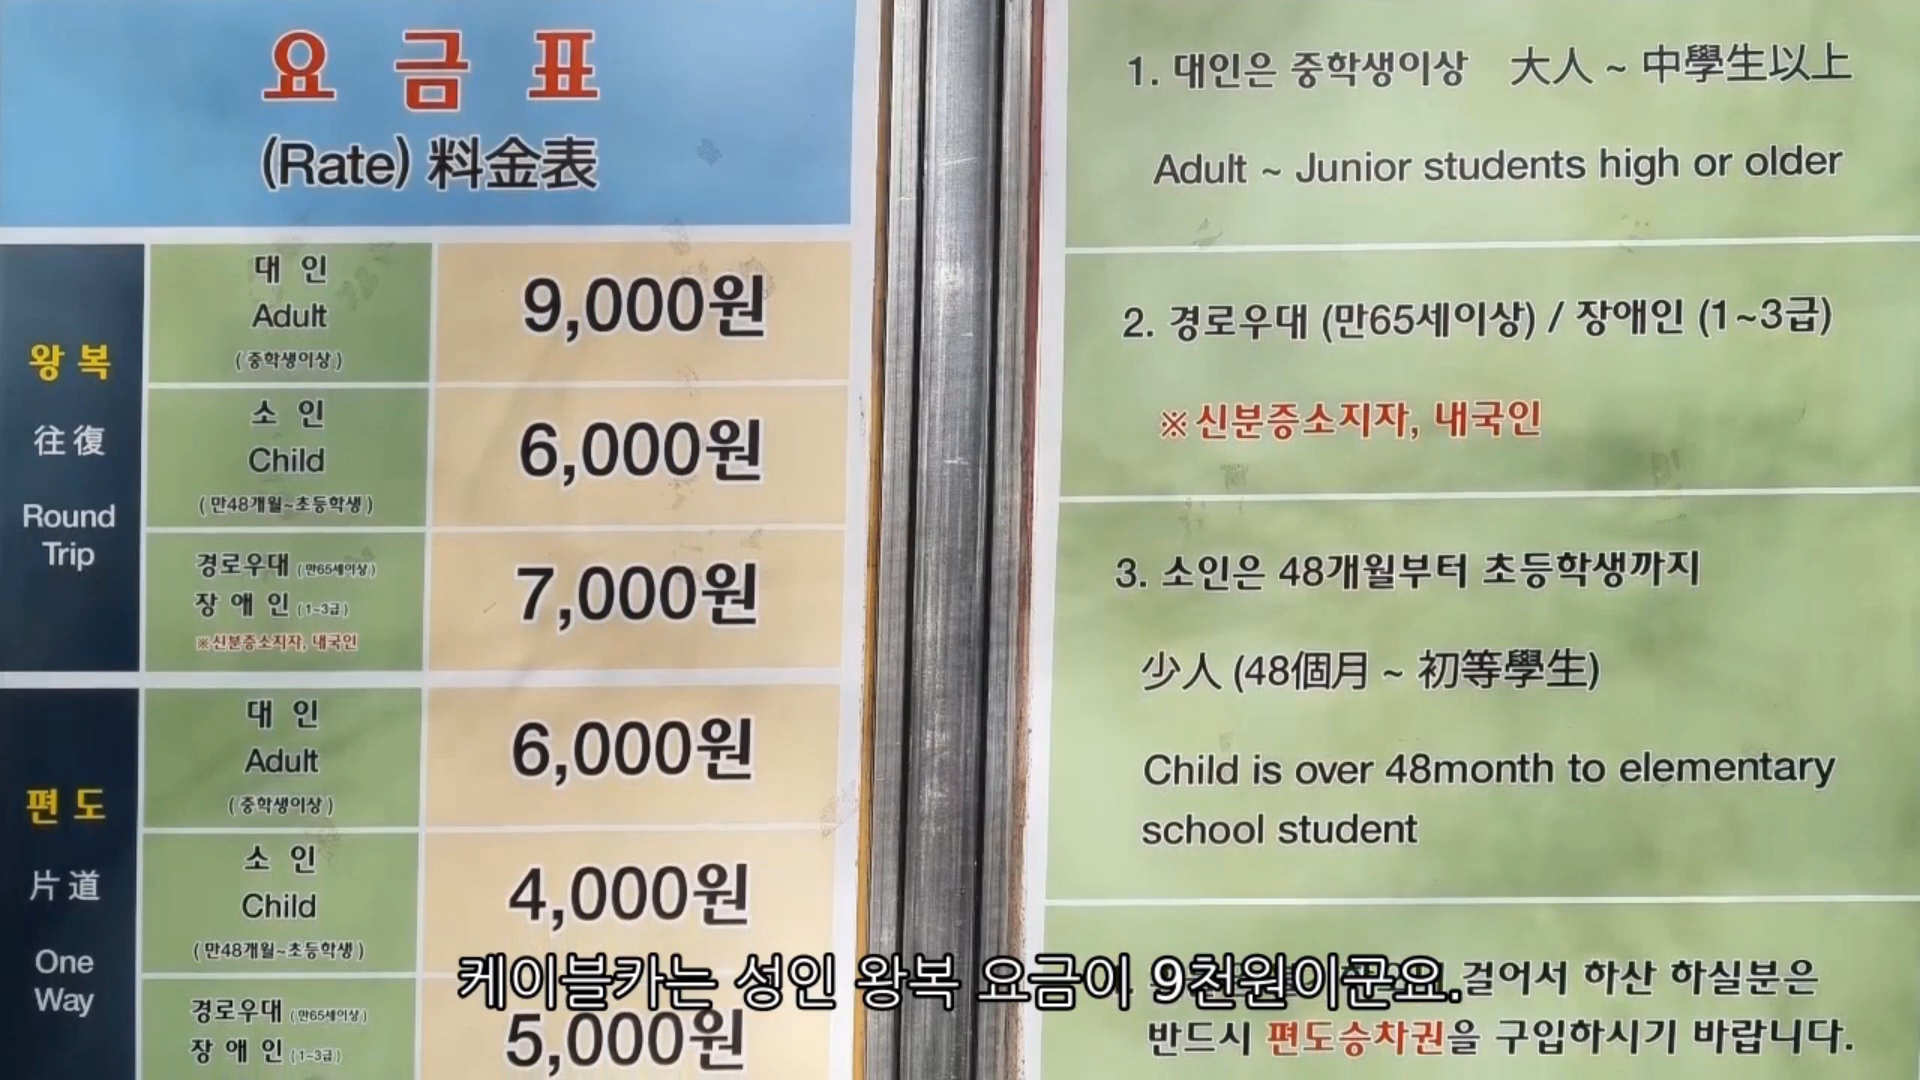 요금표
(Rate) 料金表
왕복
往復
Round
Trip
대인
Adult
(중학생이상)
9,000원
소인
Child
(만48개월~초등학생)
6,000원
경로우대 (만65세이상)
장애인 (1~3급)
※신분증소지자, 내국인
7,000원
편도
片道
One
Way
대인
Adult
(중학생이상)
6,000원
소인
Child
(만48개월~초등학생)
4,000원
경로우대 (만65세이상)
장애인 (1~3급)
5,000원
1. 대인은 중학생이상 大人 ~ 中學生以上
Adult ~ Junior students high or older
2. 경로우대 (만65세이상) / 장애인 (1~3급)
※신분증소지자, 내국인
3. 소인은 48개월부터 초등학생까지
少人 (48個月 ~ 初等學生)
Child is over 48month to elementary
school student
걸어서 하산 하실분은
반드시 편도승차권을 구입하시기 바랍니다.
케이블카는 성인 왕복 요금이 9천원이군요.